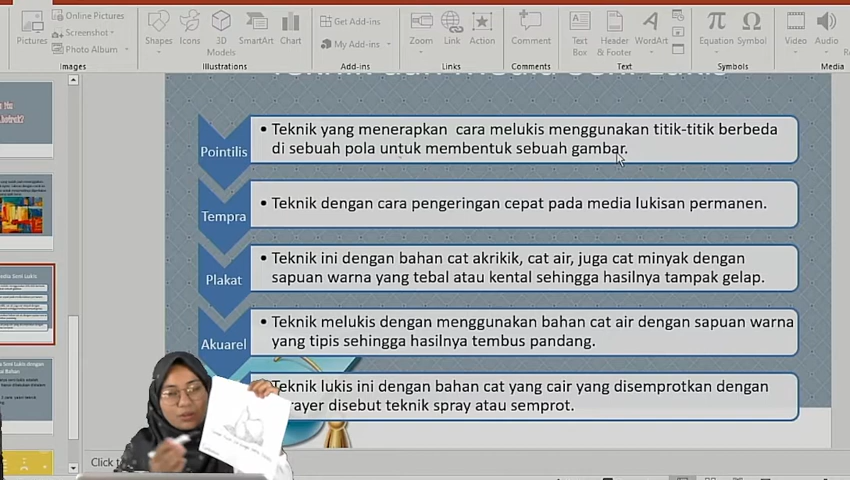 Online Pictures
Screenshot
Photo Album
Pictures
Shapes
Icons
3D
Models
SmartArt
Chart
Get Add-ins
My Add-ins
Zoom
Link
Action
Comment
Text
Box
Header
& Footer
WordArt
Equation
Symbol
Video
Audio
Images
Illustrations
Add-ins
Links
Comments
Text
Symbols
Media
Pointilis
• Teknik yang menerapkan cara melukis menggunakan titik-titik berbeda
di sebuah pola untuk membentuk sebuah gambar.
Tempra
• Teknik dengan cara pengeringan cepat pada media lukisan permanen.
Plakat
• Teknik ini dengan bahan cat akrikik, cat air, juga cat minyak dengan
sapuan warna yang tebal atau kental sehingga hasilnya tampak gelap.
Akuarel
• Teknik melukis dengan menggunakan bahan cat air dengan sapuan warna
yang tipis sehingga hasilnya tembus pandang.
Teknik lukis ini dengan bahan cat yang cair yang disemprotkan dengan
rayer disebut teknik spray atau semprot.
Click t